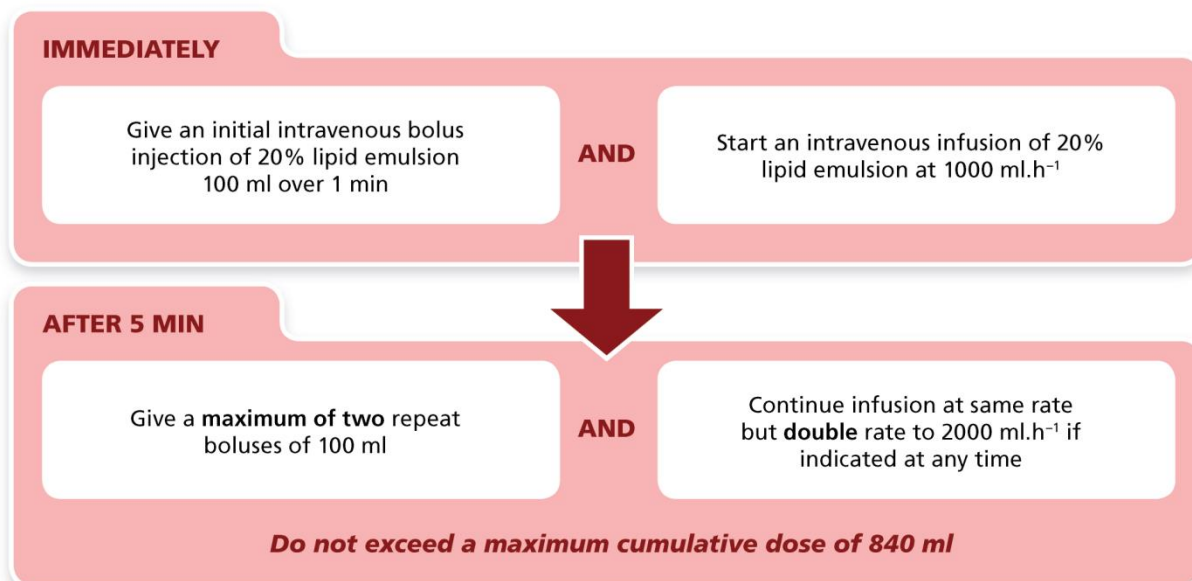 IMMEDIATELY
Give an initial intravenous bolus
injection of 20% lipid emulsion
100 ml over 1 min
AND
Start an intravenous infusion of 20%
lipid emulsion at 1000 ml.h⁻¹
AFTER 5 MIN
Give a maximum of two repeat
boluses of 100 ml
AND
Continue infusion at same rate
but double rate to 2000 ml.h⁻¹ if
indicated at any time
Do not exceed a maximum cumulative dose of 840 ml